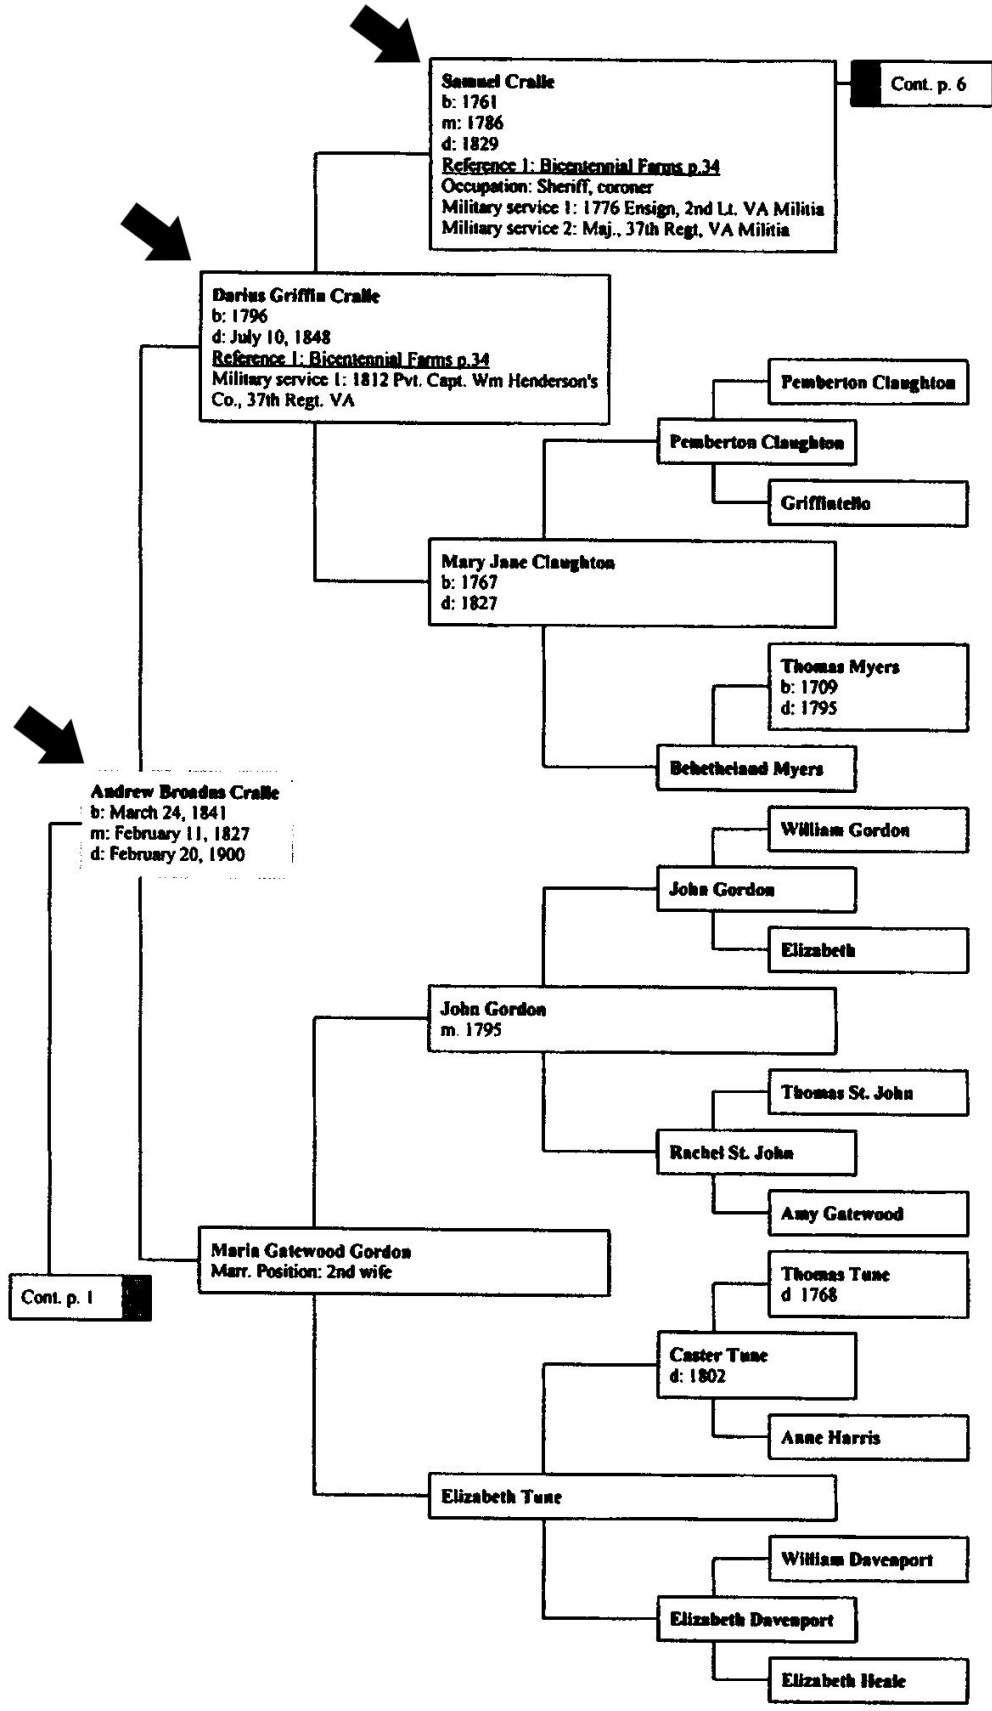 Samuel Cralle
b: 1761
m: 1786
d: 1829
Reference 1: Bicentennial Farms p.34
Occupation: Sheriff, coroner
Military service 1: 1776 Ensign, 2nd Lt. VA Militia
Military service 2: Maj., 37th Regt, VA Militia
Cont. p. 6
Darius Griffin Cralle
b: 1796
d: July 10, 1848
Reference 1: Bicentennial Farms p.34
Military service 1: 1812 Pvt. Capt. Wm Henderson's
Co., 37th Regt. VA
Pemberton Claughton
Pemberton Claughton
Griffintello
Mary Jane Claughton
b: 1767
d: 1827
Thomas Myers
b: 1709
d: 1795
Behetheland Myers
Andrew Broadus Cralle
b: March 24, 1841
m: February 11, 1827
d: February 20, 1900
William Gordon
John Gordon
Elizabeth
John Gordon
m. 1795
Thomas St. John
Rachel St. John
Amy Gatewood
Maria Gatewood Gordon
Marr. Position: 2nd wife
Cont. p. 1
Thomas Tune
d 1768
Caster Tune
d: 1802
Anne Harris
Elizabeth Tune
William Davenport
Elizabeth Davenport
Elizabeth Heale